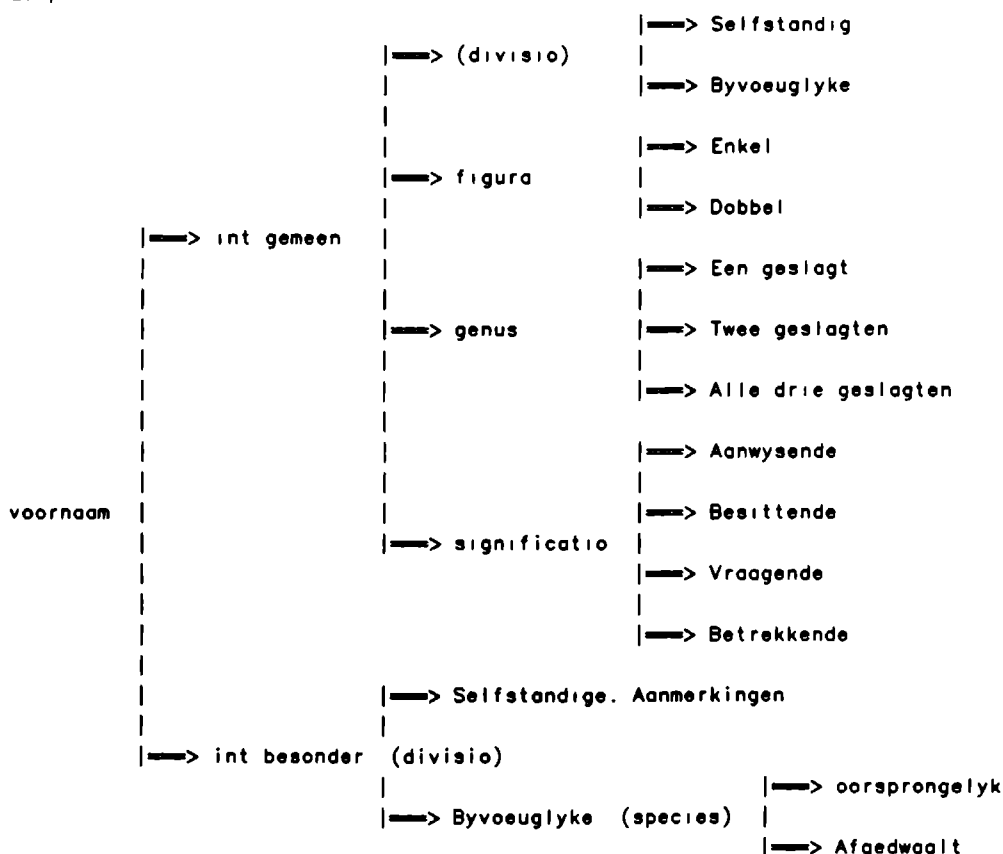 Selfstandig
(divisio)
Byvoeuglyke
Enkel
figura
Dobbel
int gemeen
Een geslagt
genus
Twee geslagten
Alle drie geslagten
Aanwysende
voornaam
Besittende
significatio
Vraagende
Betrekkende
Selfstandige. Aanmerkingen
int besonder (divisio)
oorsprongelyk
Byvoeuglyke (species)
Afgedwaalt